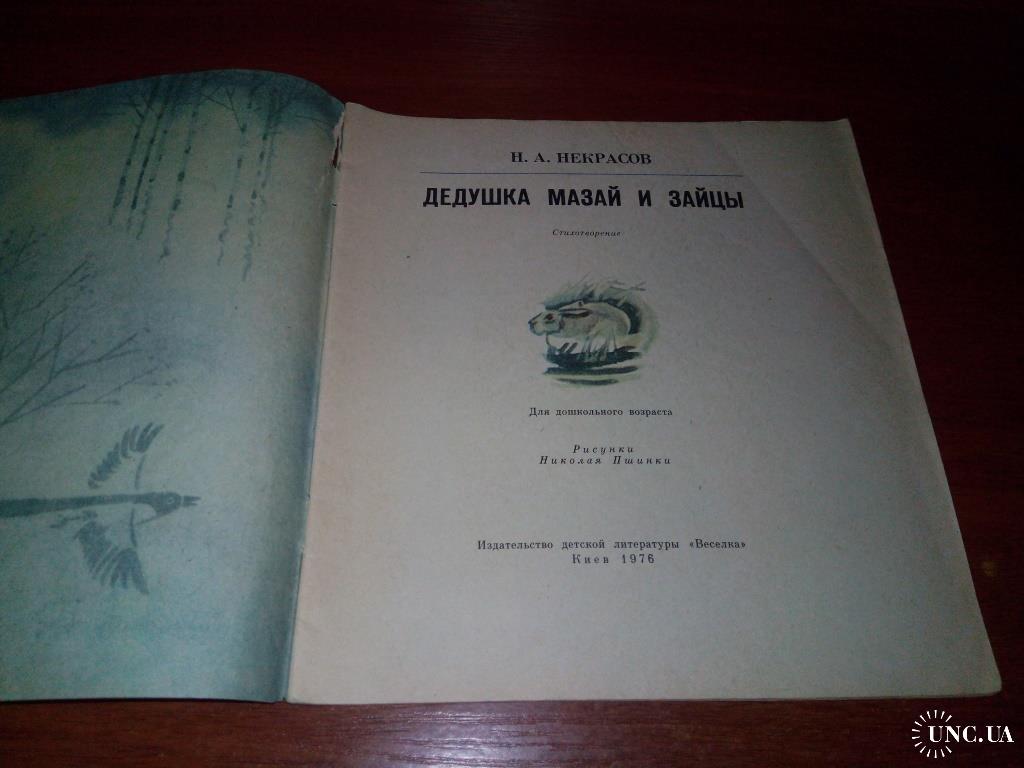 Н. А. НЕКРАСОВ
ДЕДУШКА МАЗАЙ И ЗАЙЦЫ
Стихотворение
Для дошкольного возраста
Рисунки
Николая Пшинки
Издательство детской литературы «Веселка»
Киев 1976
UNC.UA